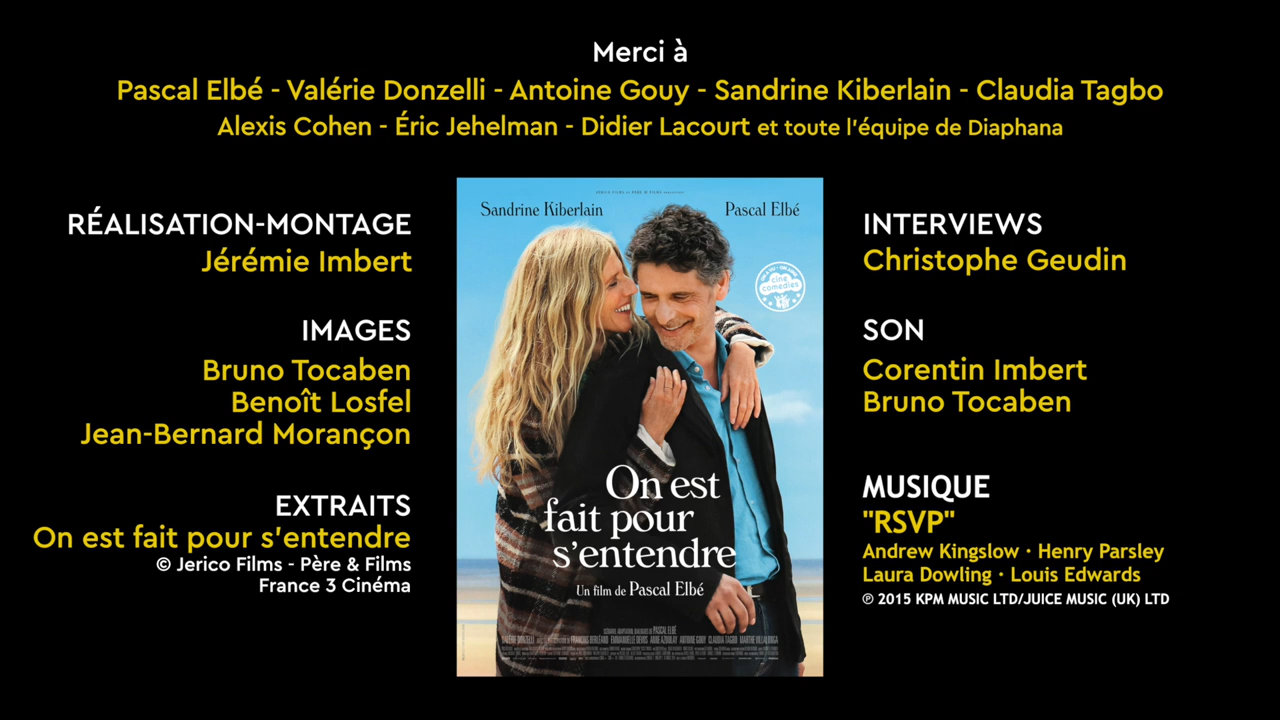 Merci à
Pascal Elbé - Valérie Donzelli - Antoine Gouy - Sandrine Kiberlain - Claudia Tagbo
Alexis Cohen - Éric Jehelman - Didier Lacourt et toute l'équipe de Diaphana
RÉALISATION-MONTAGE
Jérémie Imbert
IMAGES
Bruno Tocaben
Benoît Losfel
Jean-Bernard Morançon
EXTRAITS
On est fait pour s'entendre
© Jerico Films - Père & Films
France 3 Cinéma
Sandrine Kiberlain
Pascal Elbé
ciné
comedies
On est
fait pour
s'entendre
Un film de Pascal Elbé
INTERVIEWS
Christophe Geudin
SON
Corentin Imbert
Bruno Tocaben
MUSIQUE
"RSVP"
Andrew Kingslow · Henry Parsley
Laura Dowling · Louis Edwards
℗ 2015 KPM MUSIC LTD/JUICE MUSIC (UK) LTD